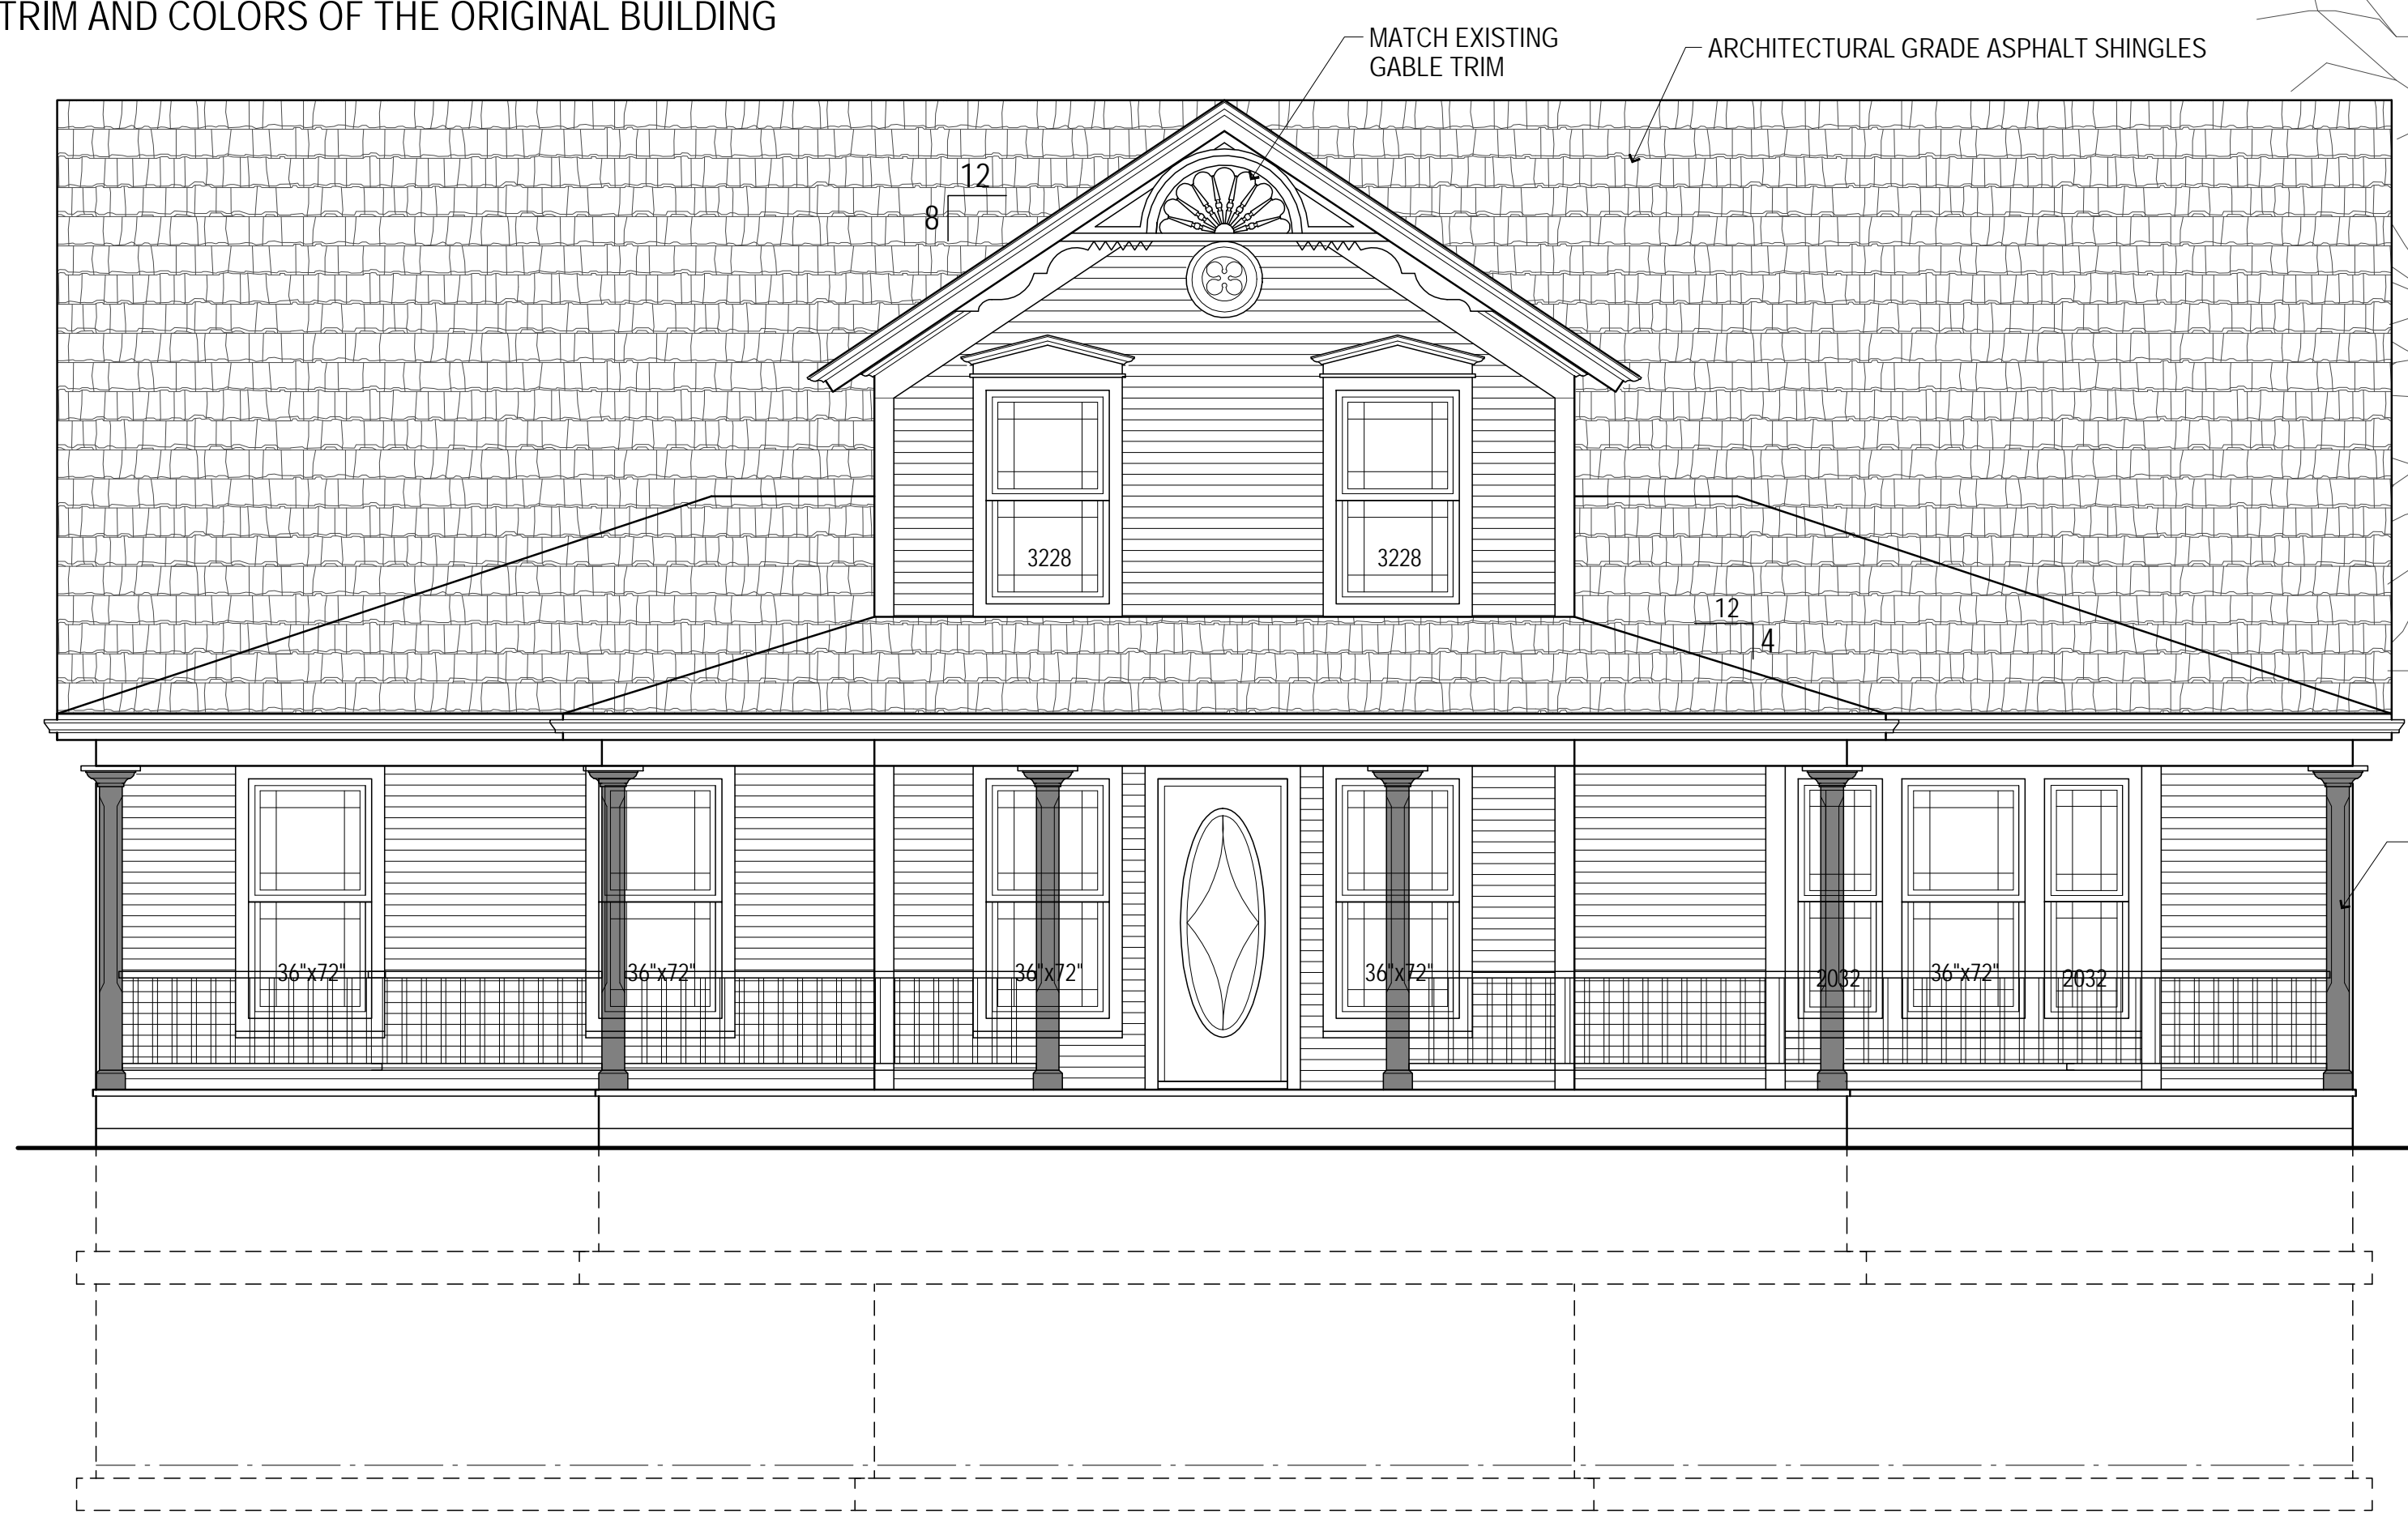 TRIM AND COLORS OF THE ORIGINAL BUILDING
MATCH EXISTING
GABLE TRIM
ARCHITECTURAL GRADE ASPHALT SHINGLES
12
8
3228
3228
12
4
36"x72"
36"x72"
36"x72"
36"x72"
2032
36"x72"
2032